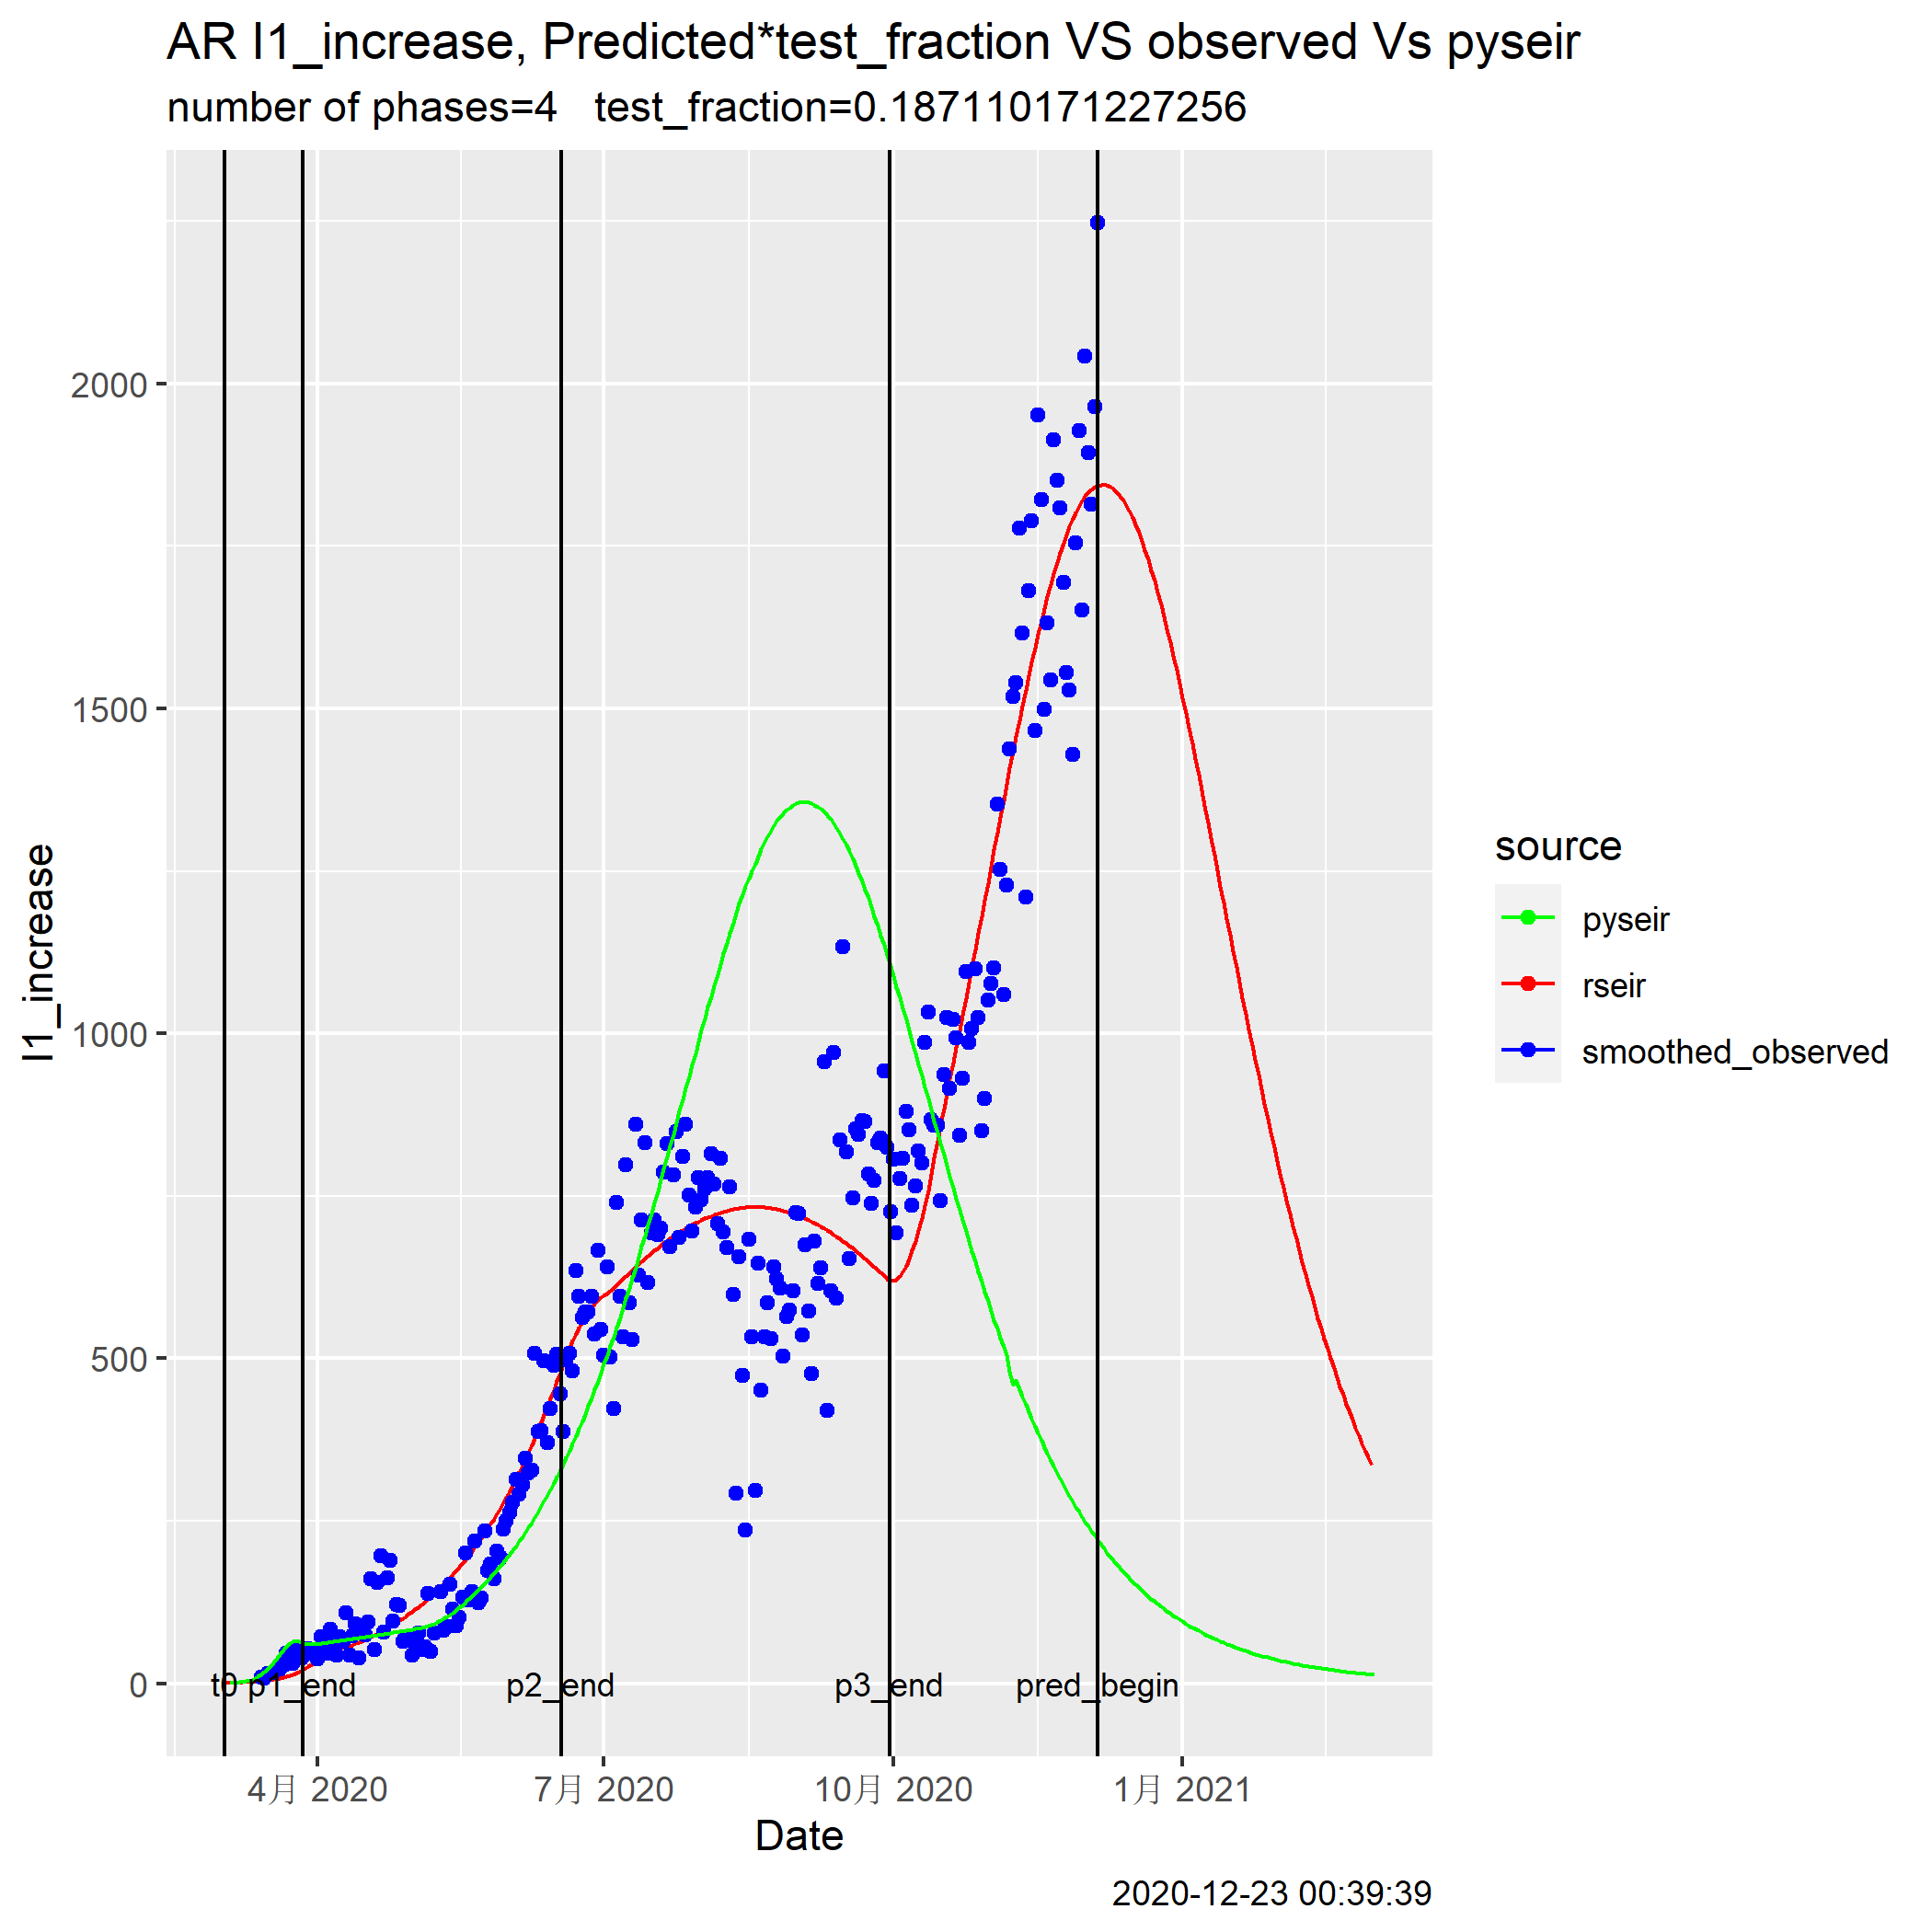 AR I1_increase, Predicted*test_fraction VS observed Vs pyseir
number of phases=4   test_fraction=0.187110171227256
I1_increase
2000
1500
1000
500
0
t0 p1_end p2_end p3_end pred_begin
4月 2020 7月 2020 10月 2020 1月 2021
Date
source
pyseir
rseir
smoothed_observed
2020-12-23 00:39:39